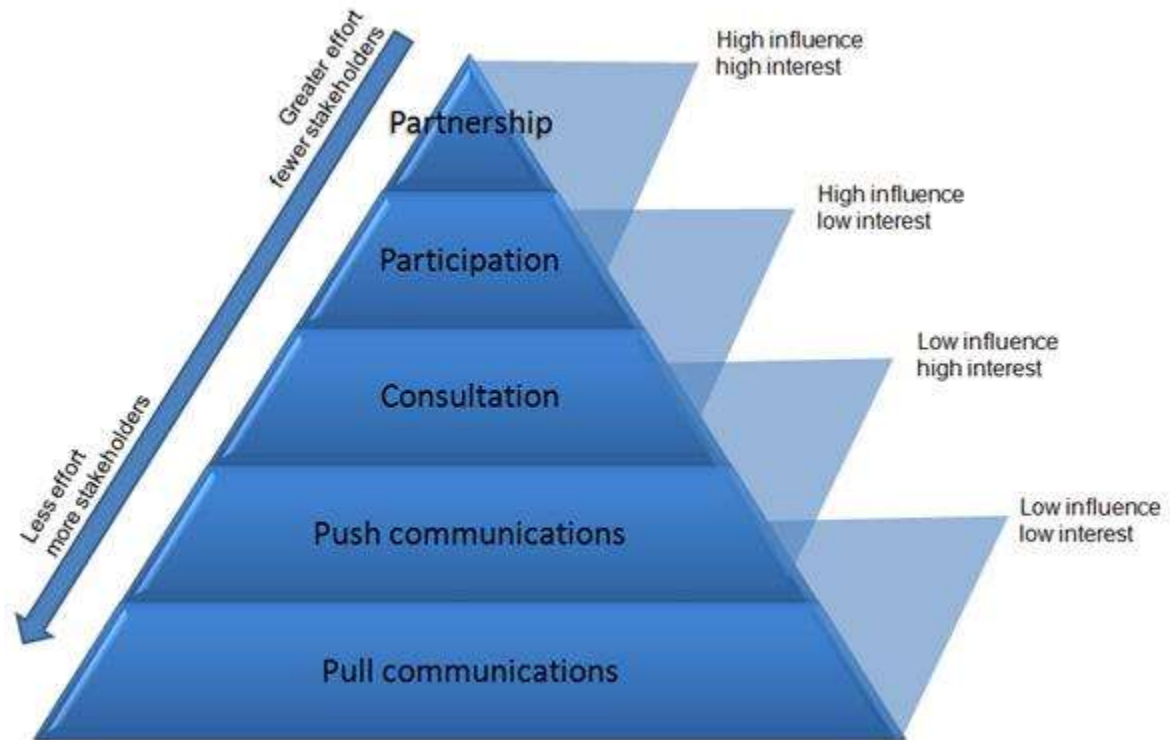 Greater effort
fewer stakeholders
High influence
high interest
Partnership
High influence
low interest
Participation
Low influence
high interest
Consultation
Less effort
more stakeholders
Low influence
low interest
Push communications
Pull communications